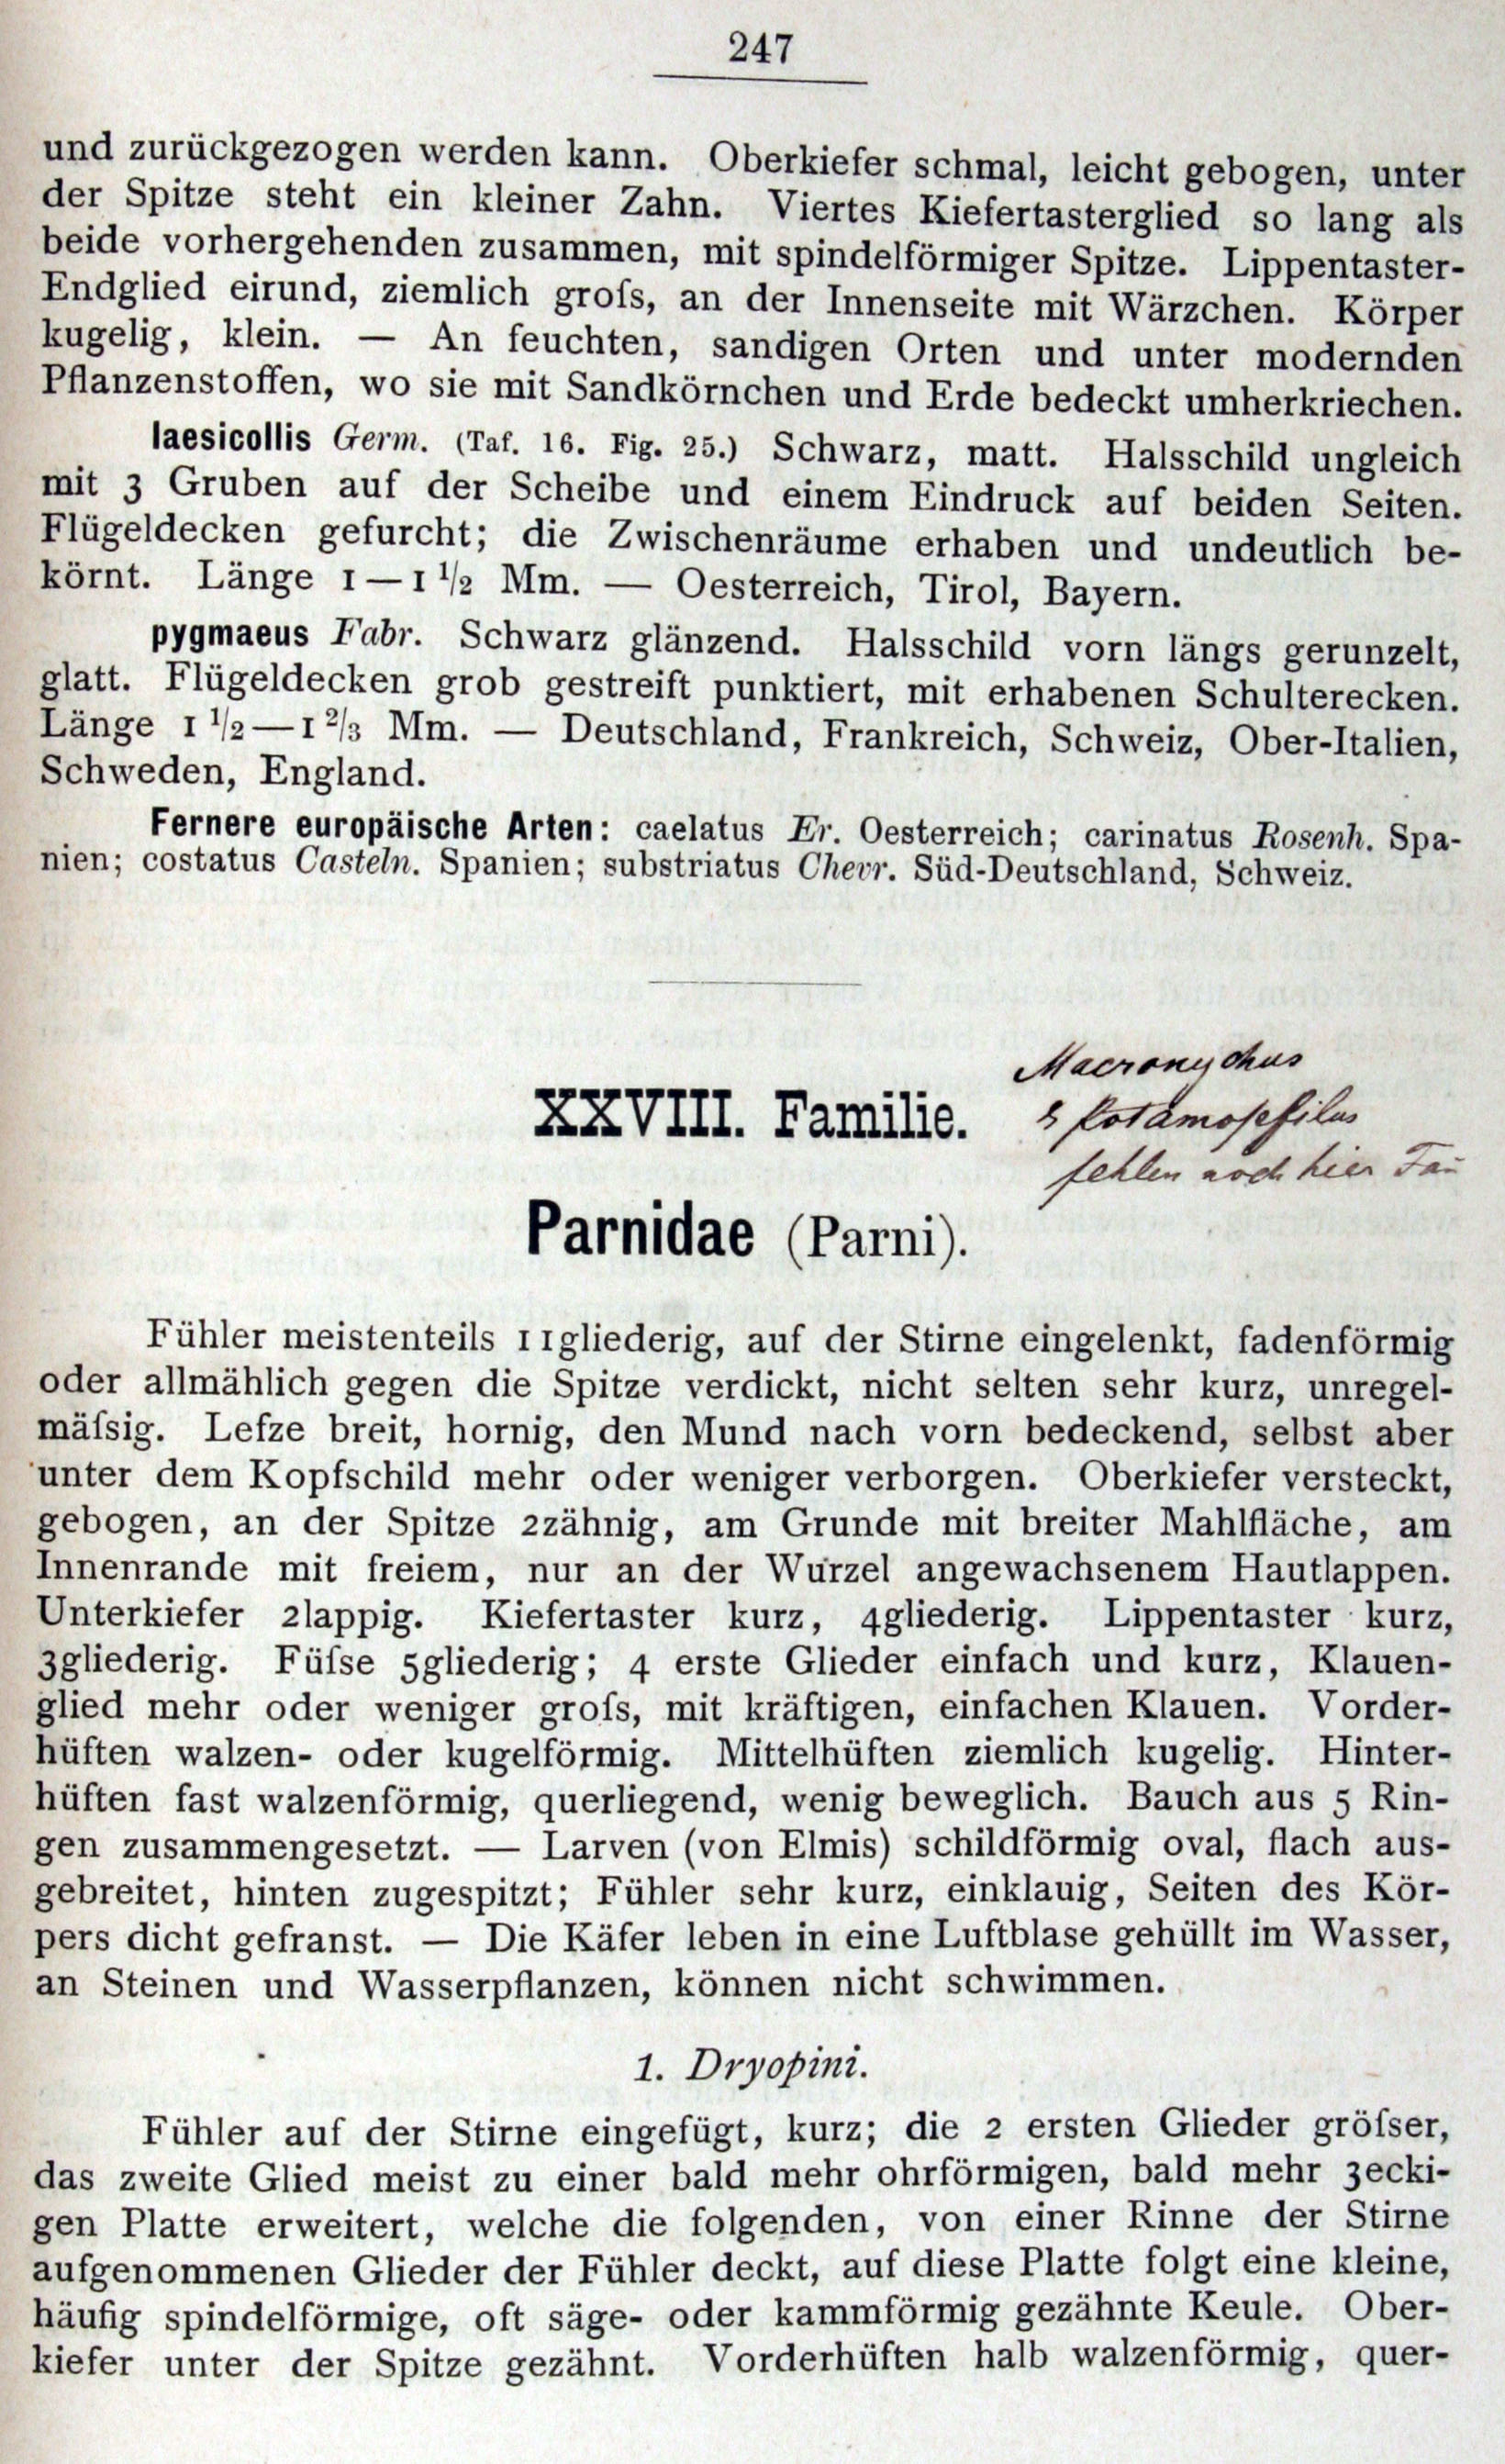 247
und zurückgezogen werden kann. Oberkiefer schmal, leicht gebogen, unter
der Spitze steht ein kleiner Zahn. Viertes Kiefertasterglied so lang als
beide vorhergehenden zusammen, mit spindelförmiger Spitze. Lippentaster-
Endglied eirund, ziemlich groſs, an der Innenseite mit Wärzchen. Körper
kugelig, klein. — An feuchten, sandigen Orten und unter modernden
Pflanzenstoffen, wo sie mit Sandkörnchen und Erde bedeckt umherkriechen.
laesicollis Germ. (Taf. 16. Fig. 25.) Schwarz, matt. Halsschild ungleich
mit 3 Gruben auf der Scheibe und einem Eindruck auf beiden Seiten.
Flügeldecken gefurcht; die Zwischenräume erhaben und undeutlich be-
körnt. Länge 1—1 1/2 Mm. — Oesterreich, Tirol, Bayern.
pygmaeus Fabr. Schwarz glänzend. Halsschild vorn längs gerunzelt,
glatt. Flügeldecken grob gestreift punktiert, mit erhabenen Schulterecken.
Länge 1 1/2—1 2/3 Mm. — Deutschland, Frankreich, Schweiz, Ober-Italien,
Schweden, England.
Fernere europäische Arten: caelatus Er. Oesterreich; carinatus Rosenh. Spa-
nien; costatus Casteln. Spanien; substriatus Chevr. Süd-Deutschland, Schweiz.
Macronychus
XXVIII. Familie.
& Potamophilus
fehlen noch hier
Parnidae (Parni).
Fühler meistenteils 11gliederig, auf der Stirne eingelenkt, fadenförmig
oder allmählich gegen die Spitze verdickt, nicht selten sehr kurz, unregel-
mäſsig. Lefze breit, hornig, den Mund nach vorn bedeckend, selbst aber
unter dem Kopfschild mehr oder weniger verborgen. Oberkiefer versteckt,
gebogen, an der Spitze 2zähnig, am Grunde mit breiter Mahlfläche, am
Innenrande mit freiem, nur an der Wurzel angewachsenem Hautlappen.
Unterkiefer 2lappig. Kiefertaster kurz, 4gliederig. Lippentaster kurz,
3gliederig. Füſse 5gliederig; 4 erste Glieder einfach und kurz, Klauen-
glied mehr oder weniger groſs, mit kräftigen, einfachen Klauen. Vorder-
hüften walzen- oder kugelförmig. Mittelhüften ziemlich kugelig. Hinter-
hüften fast walzenförmig, querliegend, wenig beweglich. Bauch aus 5 Rin-
gen zusammengesetzt. — Larven (von Elmis) schildförmig oval, flach aus-
gebreitet, hinten zugespitzt; Fühler sehr kurz, einklauig, Seiten des Kör-
pers dicht gefranst. — Die Käfer leben in eine Luftblase gehüllt im Wasser,
an Steinen und Wasserpflanzen, können nicht schwimmen.
1. Dryopini.
Fühler auf der Stirne eingefügt, kurz; die 2 ersten Glieder gröſser,
das zweite Glied meist zu einer bald mehr ohrförmigen, bald mehr 3ecki-
gen Platte erweitert, welche die folgenden, von einer Rinne der Stirne
aufgenommenen Glieder der Fühler deckt, auf diese Platte folgt eine kleine,
häufig spindelförmige, oft säge- oder kammförmig gezähnte Keule. Ober-
kiefer unter der Spitze gezähnt. Vorderhüften halb walzenförmig, quer-